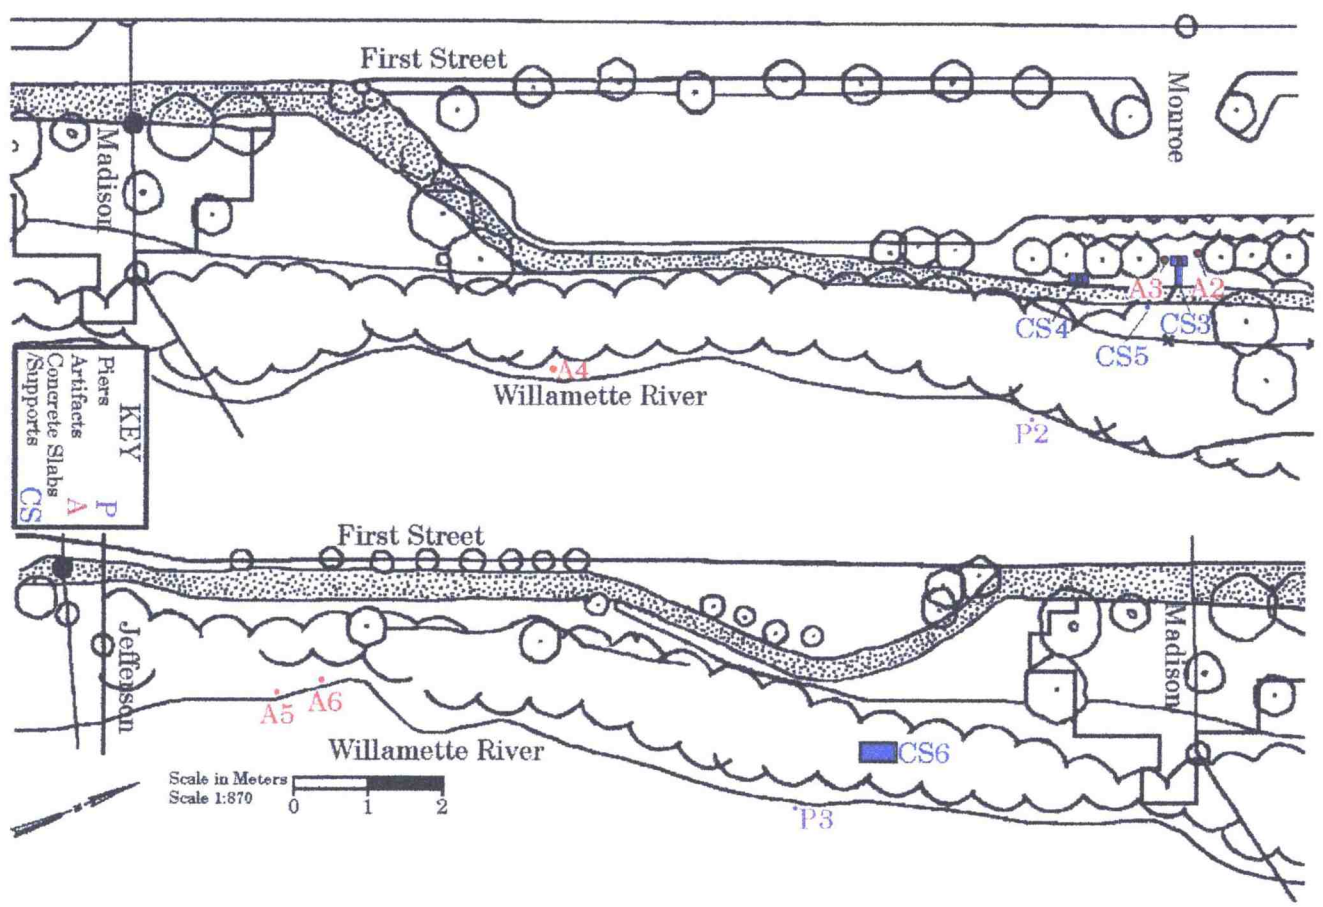 First Street
Monroe
Madison
A3
A2
CS4
CS3
CS5
A4
Willamette River
P2
KEY
Piers P
Artifacts A
Concrete Slabs
/Supports CS
First Street
Jefferson
Madison
A5
A6
Willamette River
CS6
P3
Scale in Meters
Scale 1:870
0 1 2